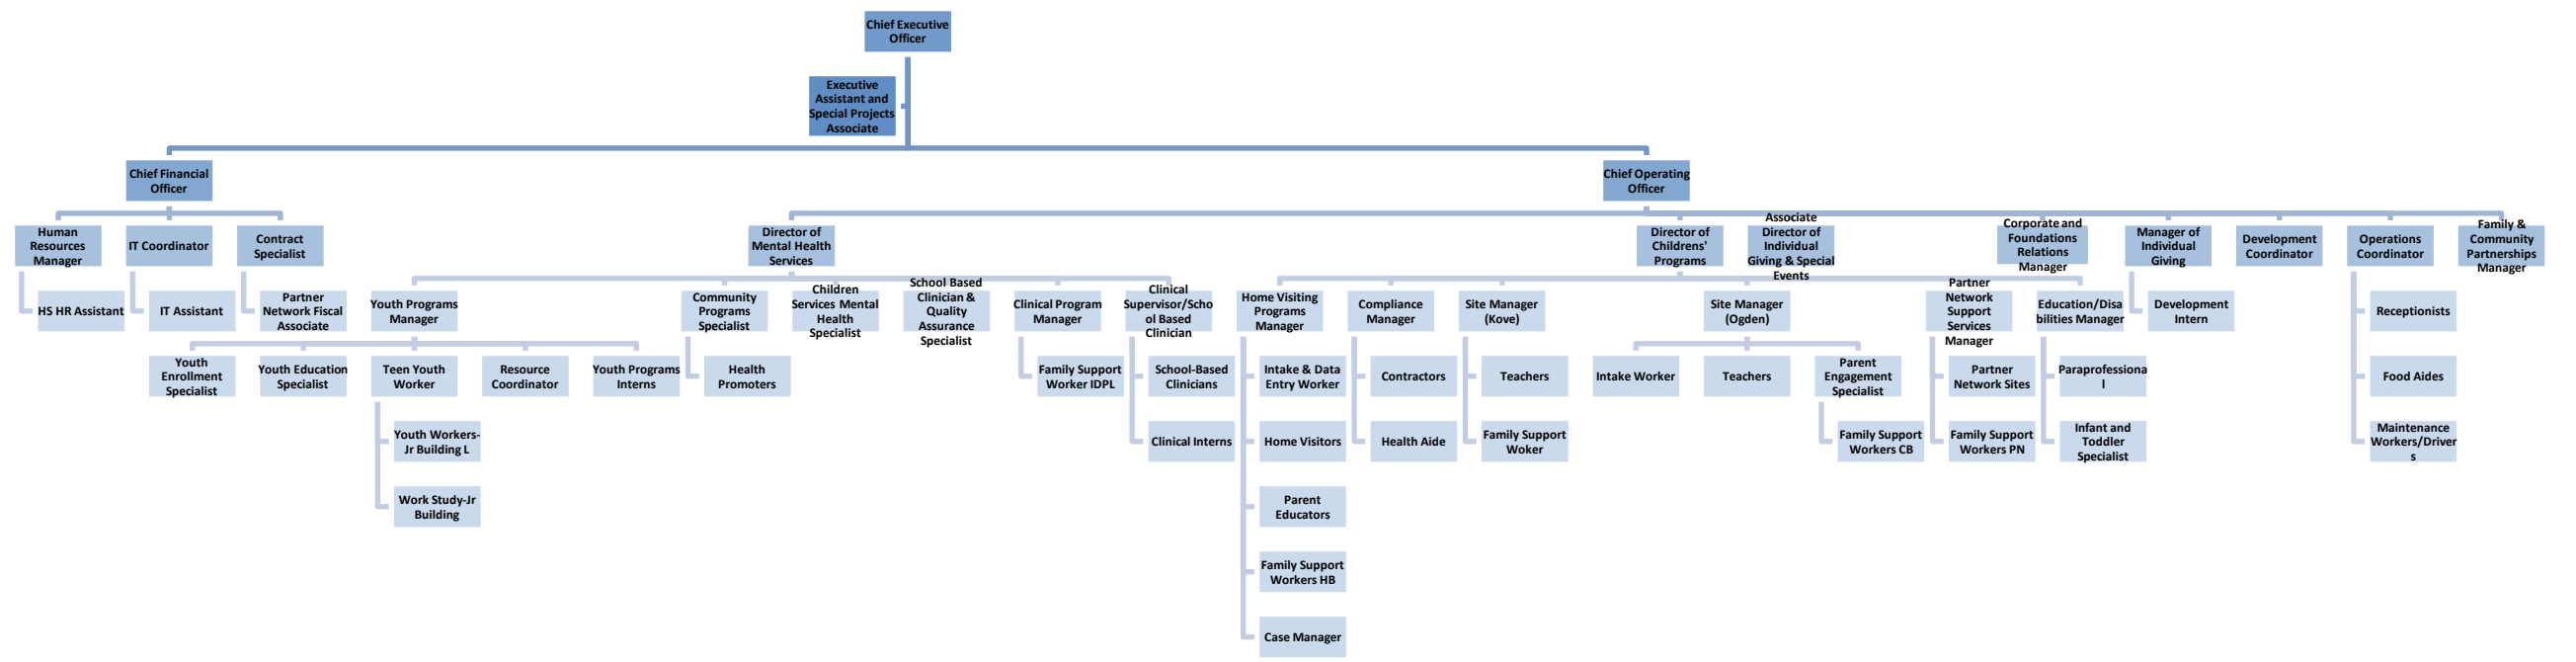 Chief Executive
Officer
Executive
Assistant and
Special Projects
Associate
Chief Financial
Officer
Chief Operating
Officer
Human
Resources
Manager
IT Coordinator
Contract
Specialist
Director of
Mental Health
Services
Director of
Childrens'
Programs
Associate
Director of
Individual
Giving & Special
Events
Corporate and
Foundations
Relations
Manager
Manager of
Individual
Giving
Development
Coordinator
Operations
Coordinator
Family &
Community
Partnerships
Manager
HS HR Assistant
IT Assistant
Partner
Network Fiscal
Associate
Youth Programs
Manager
Community
Programs
Specialist
Children
Services Mental
Health
Specialist
School Based
Clinician &
Quality
Assurance
Specialist
Clinical Program
Manager
Clinical
Supervisor/Scho
ol Based
Clinician
Home Visiting
Programs
Manager
Compliance
Manager
Site Manager
(Kove)
Site Manager
(Ogden)
Partner
Network
Support
Services
Manager
Education/Disa
bilities Manager
Development
Intern
Receptionists
Youth
Enrollment
Specialist
Youth Education
Specialist
Teen Youth
Worker
Resource
Coordinator
Youth Programs
Interns
Health
Promoters
Family Support
Worker IDPL
School-Based
Clinicians
Intake & Data
Entry Worker
Contractors
Teachers
Intake Worker
Teachers
Parent
Engagement
Specialist
Partner
Network Sites
Paraprofessiona
l
Food Aides
Youth Workers-
Jr Building L
Clinical Interns
Home Visitors
Health Aide
Family Support
Woker
Family Support
Workers CB
Family Support
Workers PN
Infant and
Toddler
Specialist
Maintenance
Workers/Driver
s
Work Study-Jr
Building
Parent
Educators
Family Support
Workers HB
Case Manager